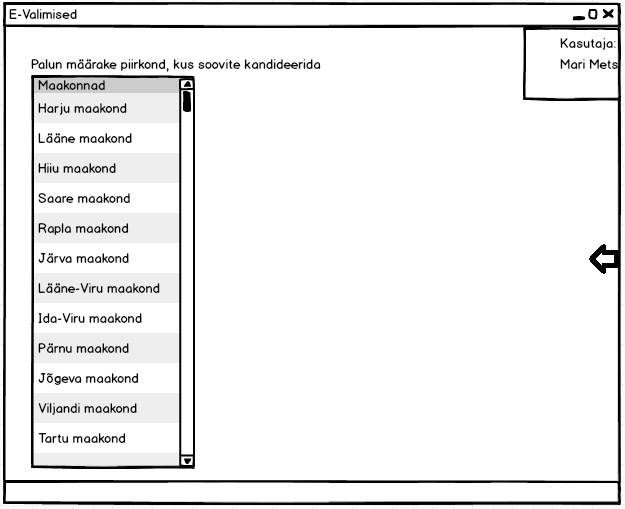 E-Valimised
Kasutaja:
Mari Mets
Palun määrake piirkond, kus soovite kandideerida
Maakonnad
Harju maakond
Lääne maakond
Hiiu maakond
Saare maakond
Rapla maakond
Järva maakond
Lääne-Viru maakond
Ida-Viru maakond
Pärnu maakond
Jõgeva maakond
Viljandi maakond
Tartu maakond